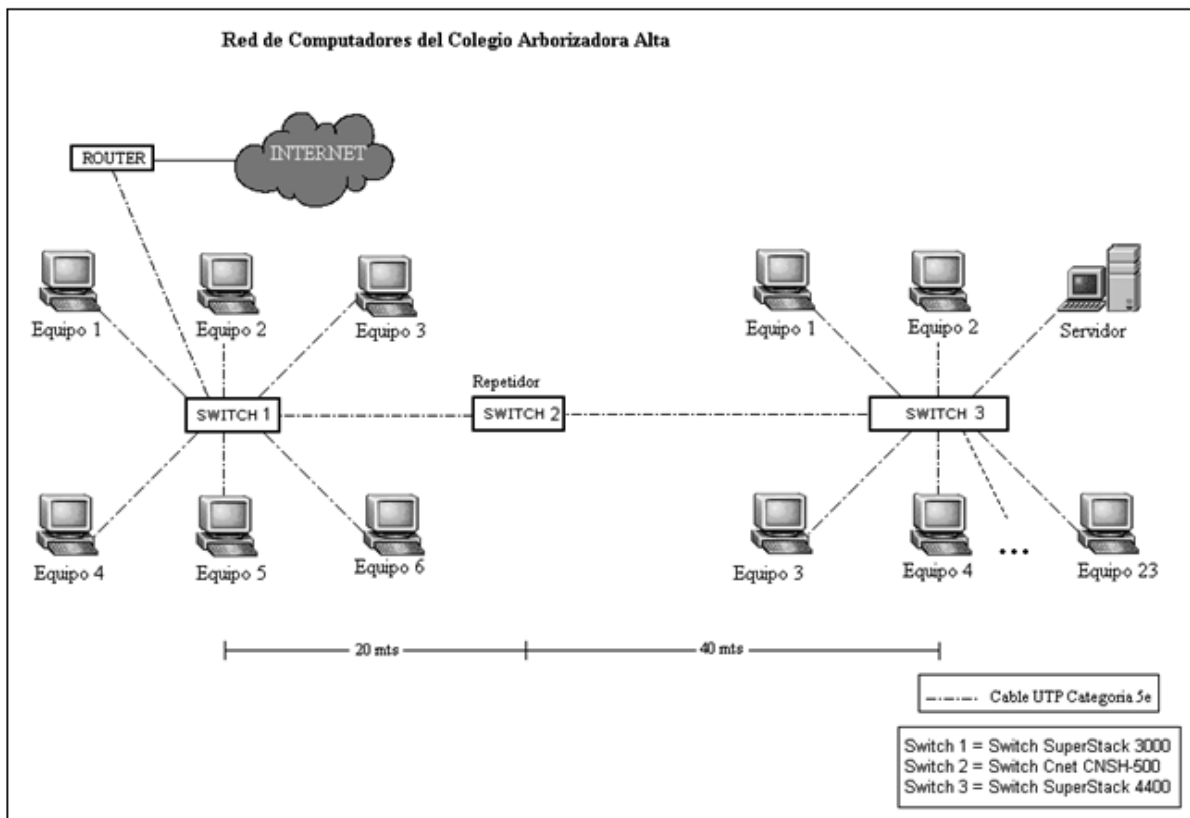 Red de Computadores del Colegio Arborizadora Alta
ROUTER
INTERNET
Equipo 1
Equipo 2
Equipo 3
Equipo 1
Equipo 2
Servidor
Repetidor
SWITCH 1
SWITCH 2
SWITCH 3
Equipo 4
Equipo 5
Equipo 6
Equipo 3
Equipo 4
...
Equipo 23
20 mts
40 mts
Cable UTP Categoria 5e
Switch 1 = Switch SuperStack 3000
Switch 2 = Switch Cnet CNSH-500
Switch 3 = Switch SuperStack 4400